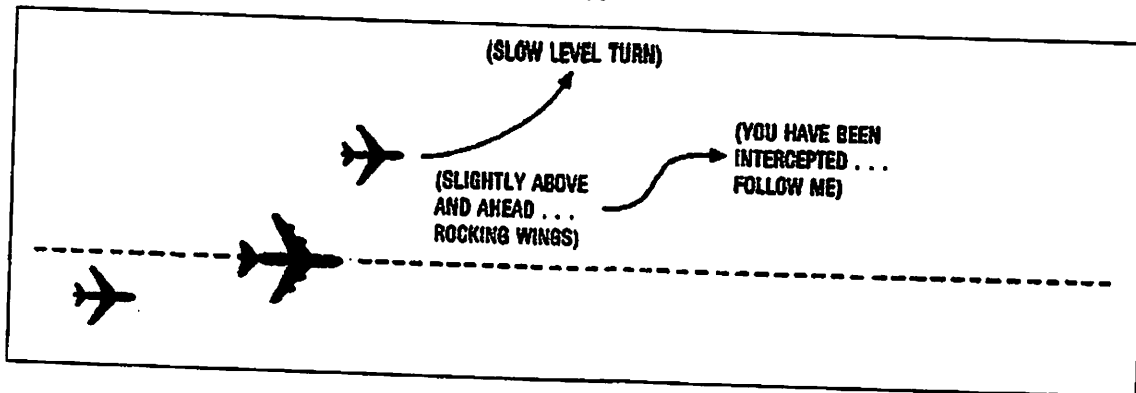 (SLOW LEVEL TURN)
(YOU HAVE BEEN
INTERCEPTED . . .
FOLLOW ME)
(SLIGHTLY ABOVE
AND AHEAD . . .
ROCKING WINGS)